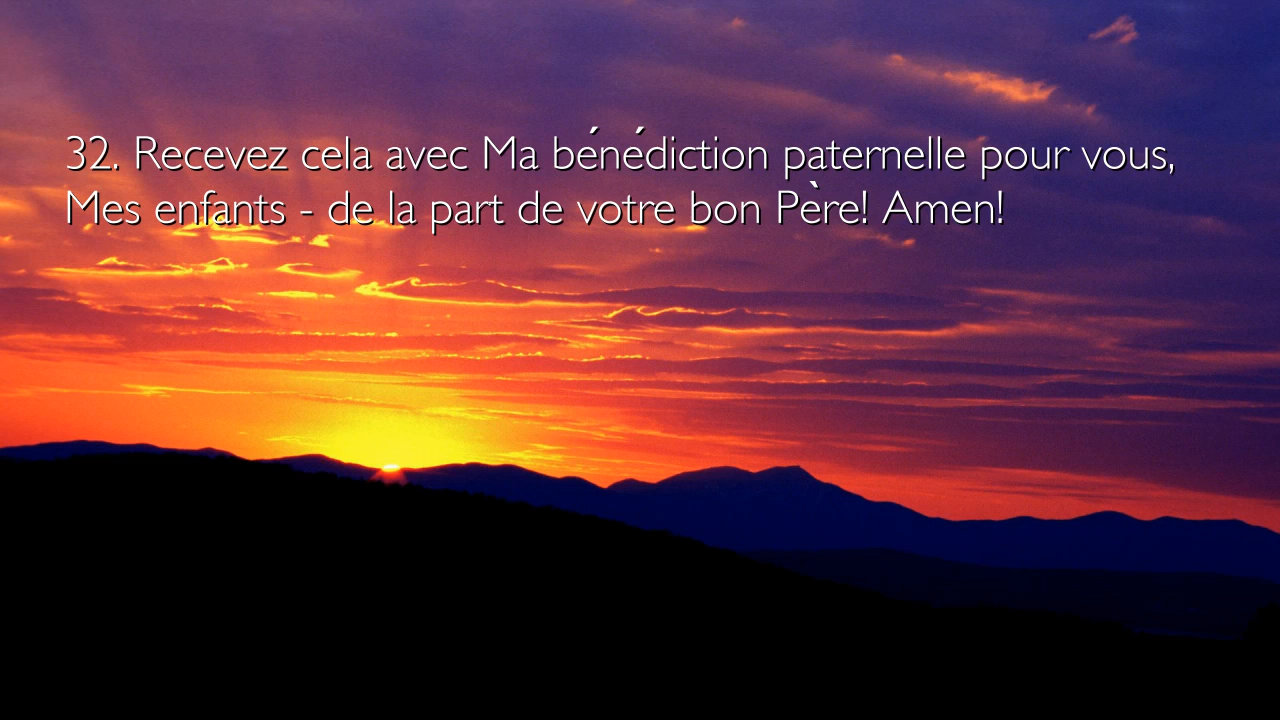 32. Recevez cela avec Ma bénédiction paternelle pour vous,
Mes enfants - de la part de votre bon Père! Amen!